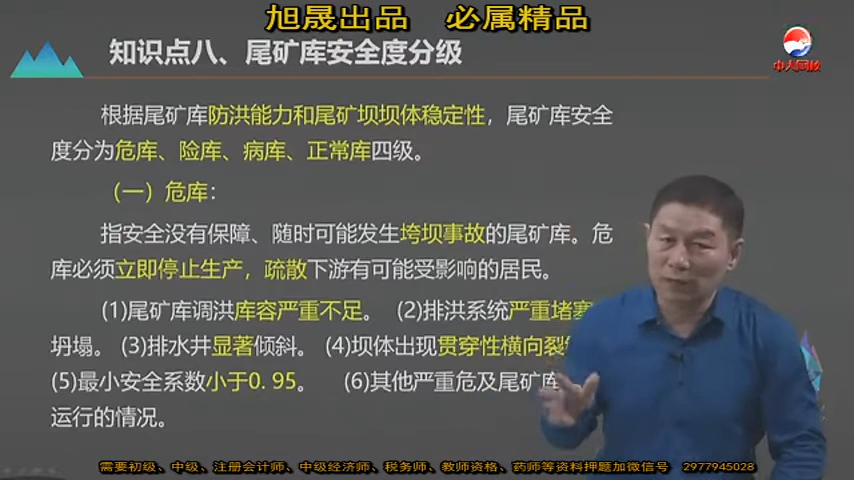 旭晟出品 必属精品
知识点八、尾矿库安全度分级
中大网校
根据尾矿库防洪能力和尾矿坝坝体稳定性，尾矿库安全
度分为危库、险库、病库、正常库四级。
（一）危库：
指安全没有保障、随时可能发生垮坝事故的尾矿库。危
库必须立即停止生产，疏散下游有可能受影响的居民。
(1)尾矿库调洪库容严重不足。 (2)排洪系统严重堵塞
坍塌。 (3)排水井显著倾斜。 (4)坝体出现贯穿性横向裂
(5)最小安全系数小于0.95。 (6)其他严重危及尾矿库
运行的情况。
需要初级、中级、注册会计师、中级经济师、税务师、教师资格、药师等资料押题加微信号 2977945028